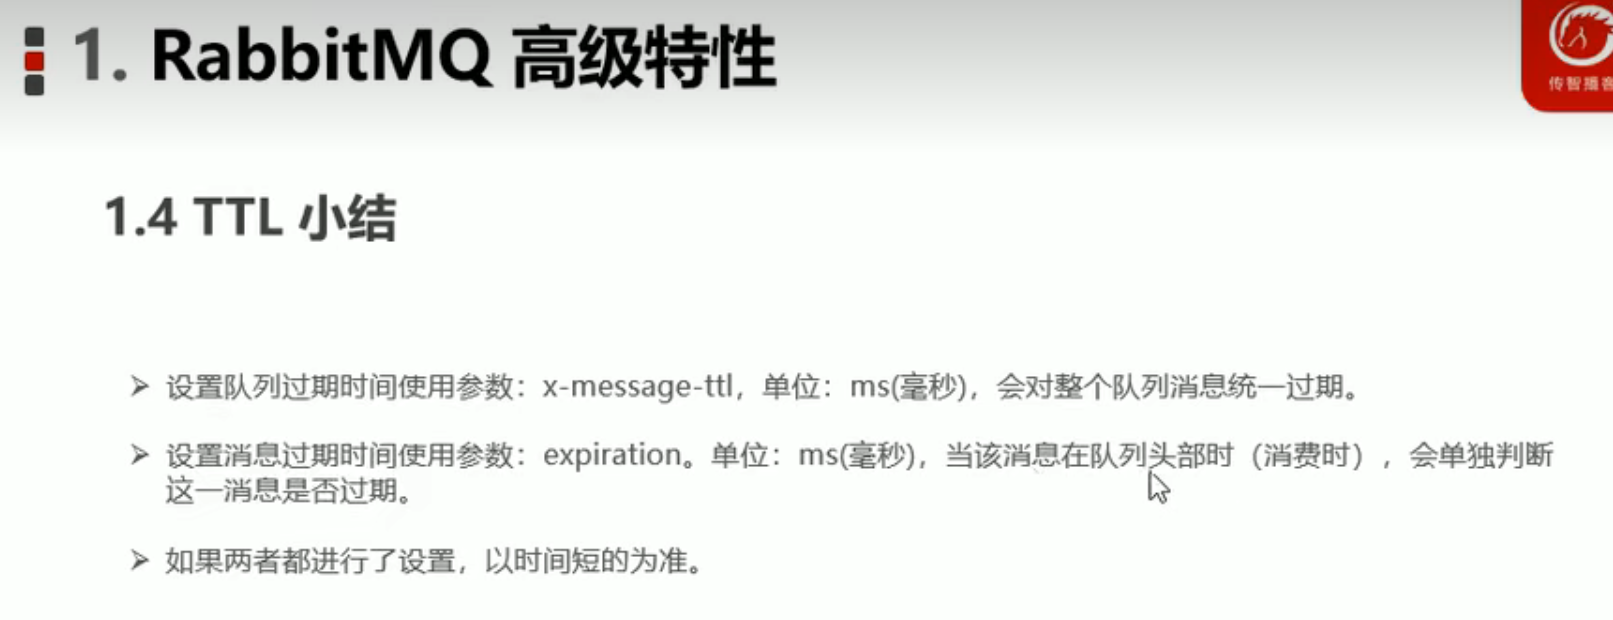 1. RabbitMQ 高级特性
传智播客
1.4 TTL 小结
➢ 设置队列过期时间使用参数：x-message-ttl，单位：ms(毫秒)，会对整个队列消息统一过期。
➢ 设置消息过期时间使用参数：expiration。单位：ms(毫秒)，当该消息在队列头部时（消费时），会单独判断
这一消息是否过期。
➢ 如果两者都进行了设置，以时间短的为准。